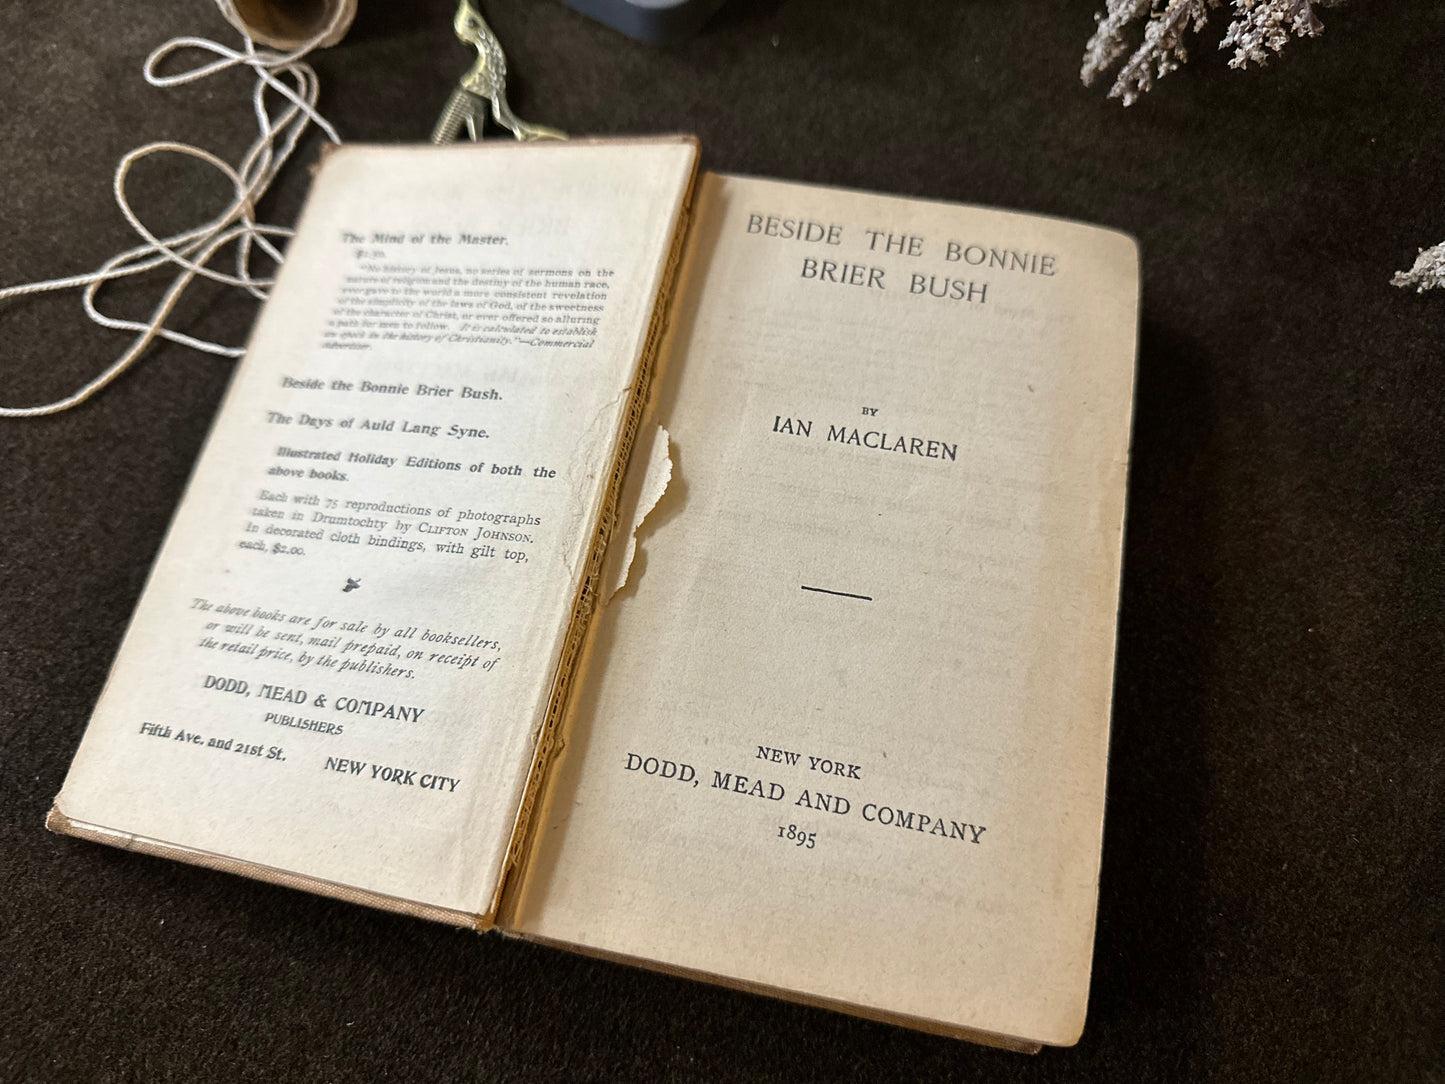 The Mind of the Master.
$1.50.
"No history of Jesus, no series of sermons on the
nature of religion and the destiny of the human race,
ever gave to the world a more consistent revelation
of the simplicity of the laws of God, of the sweetness
of the character of Christ, or ever offered so alluring
a path for men to follow. It is calculated to establish
an epoch in the history of Christianity."—Commercial
Advertiser.
Beside the Bonnie Brier Bush.
The Days of Auld Lang Syne.
Illustrated Holiday Editions of both the
above books.
Each with 75 reproductions of photographs
taken in Drumtochty by CLIFTON JOHNSON.
In decorated cloth bindings, with gilt top,
each, $2.00.
The above books are for sale by all booksellers,
or will be sent, mail prepaid, on receipt of
the retail price, by the publishers.
DODD, MEAD & COMPANY
PUBLISHERS
Fifth Ave. and 21st St. NEW YORK CITY
BESIDE THE BONNIE
BRIER BUSH
BY
IAN MACLAREN
NEW YORK
DODD, MEAD AND COMPANY
1895